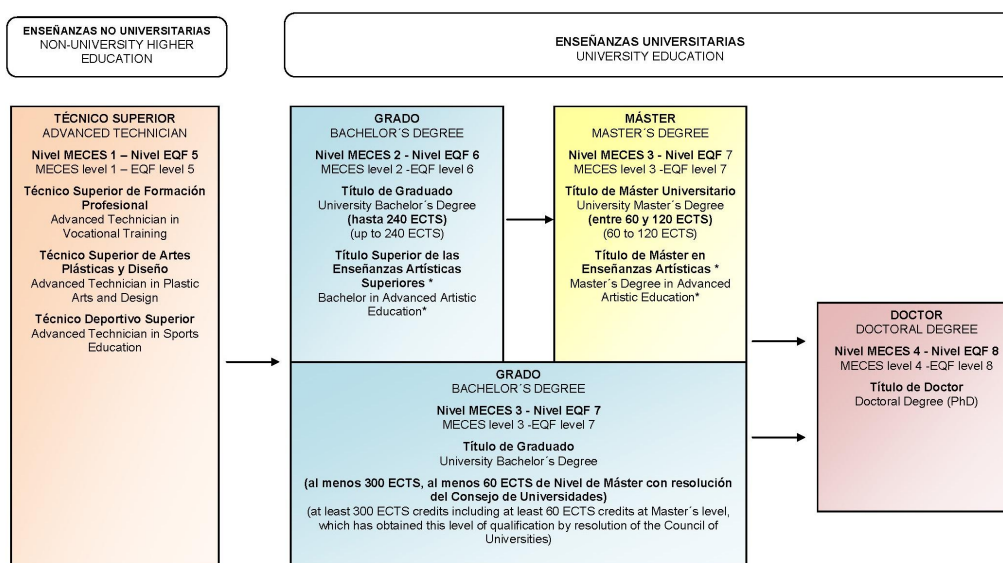 ENSEÑANZAS NO UNIVERSITARIAS
NON-UNIVERSITY HIGHER
EDUCATION
ENSEÑANZAS UNIVERSITARIAS
UNIVERSITY EDUCATION
TÉCNICO SUPERIOR
ADVANCED TECHNICIAN
Nivel MECES 1 – Nivel EQF 5
MECES level 1 – EQF level 5
Técnico Superior de Formación
Profesional
Advanced Technician in
Vocational Training
Técnico Superior de Artes
Plásticas y Diseño
Advanced Technician in Plastic
Arts and Design
Técnico Deportivo Superior
Advanced Technician in Sports
Education
GRADO
BACHELOR´S DEGREE
Nivel MECES 2 - Nivel EQF 6
MECES level 2 -EQF level 6
Título de Graduado
University Bachelor´s Degree
(hasta 240 ECTS)
(up to 240 ECTS)
Título Superior de las
Enseñanzas Artísticas
Superiores *
Bachelor in Advanced Artistic
Education*
MÁSTER
MASTER´S DEGREE
Nivel MECES 3 - Nivel EQF 7
MECES level 3 -EQF level 7
Título de Máster Universitario
University Master´s Degree
(entre 60 y 120 ECTS)
(60 to 120 ECTS)
Título de Máster en
Enseñanzas Artísticas *
Master´s Degree in Advanced
Artistic Education*
GRADO
BACHELOR´S DEGREE
Nivel MECES 3 - Nivel EQF 7
MECES level 3 -EQF level 7
Título de Graduado
University Bachelor´s Degree
(al menos 300 ECTS, al menos 60 ECTS de Nivel de Máster con resolución
del Consejo de Universidades)
(at least 300 ECTS credits including at least 60 ECTS credits at Master´s level,
which has obtained this level of qualification by resolution of the Council of
Universities)
DOCTOR
DOCTORAL DEGREE
Nivel MECES 4 - Nivel EQF 8
MECES level 4 -EQF level 8
Título de Doctor
Doctoral Degree (PhD)